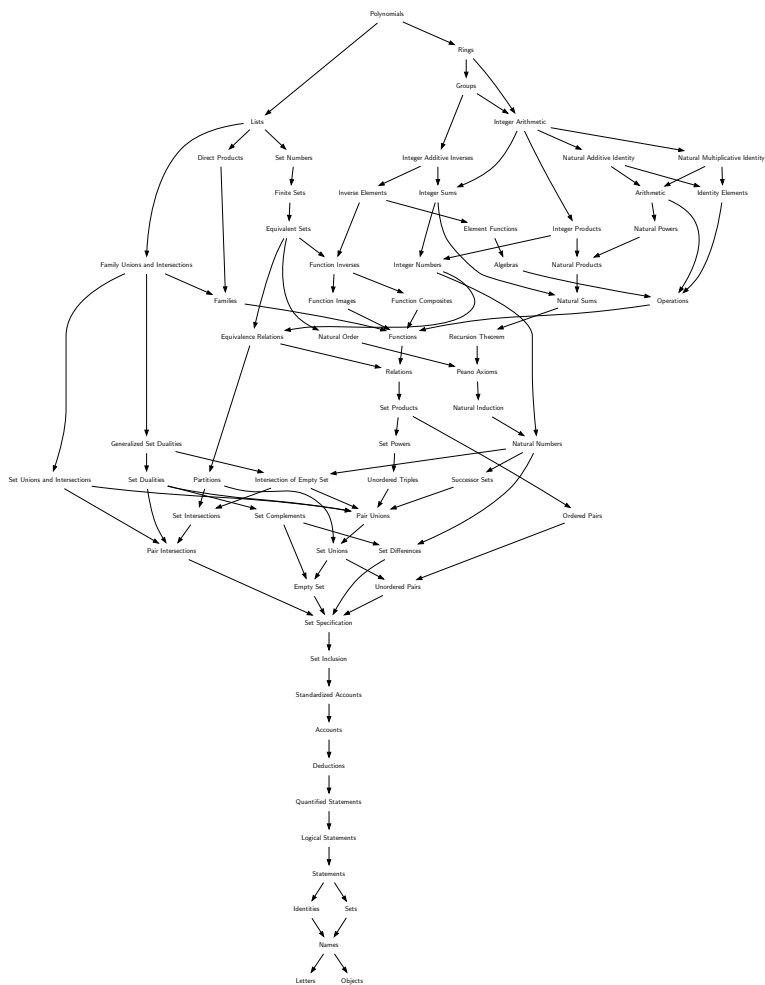 Polynomials
Rings
Groups
Lists
Integer Arithmetic
Direct Products
Set Numbers
Integer Additive Inverses
Natural Additive Identity
Natural Multiplicative Identity
Finite Sets
Inverse Elements
Integer Sums
Arithmetic
Identity Elements
Equivalent Sets
Element Functions
Integer Products
Natural Powers
Family Unions and Intersections
Function Inverses
Integer Numbers
Algebras
Natural Products
Families
Function Images
Function Composites
Natural Sums
Operations
Equivalence Relations
Natural Order
Functions
Recursion Theorem
Relations
Peano Axioms
Set Products
Natural Induction
Generalized Set Dualities
Set Powers
Natural Numbers
Set Unions and Intersections
Set Dualities
Partitions
Intersection of Empty Set
Unordered Triples
Successor Sets
Set Intersections
Set Complements
Pair Unions
Ordered Pairs
Pair Intersections
Set Unions
Set Differences
Empty Set
Unordered Pairs
Set Specification
Set Inclusion
Standardized Accounts
Accounts
Deductions
Quantified Statements
Logical Statements
Statements
Identities
Sets
Names
Letters
Objects